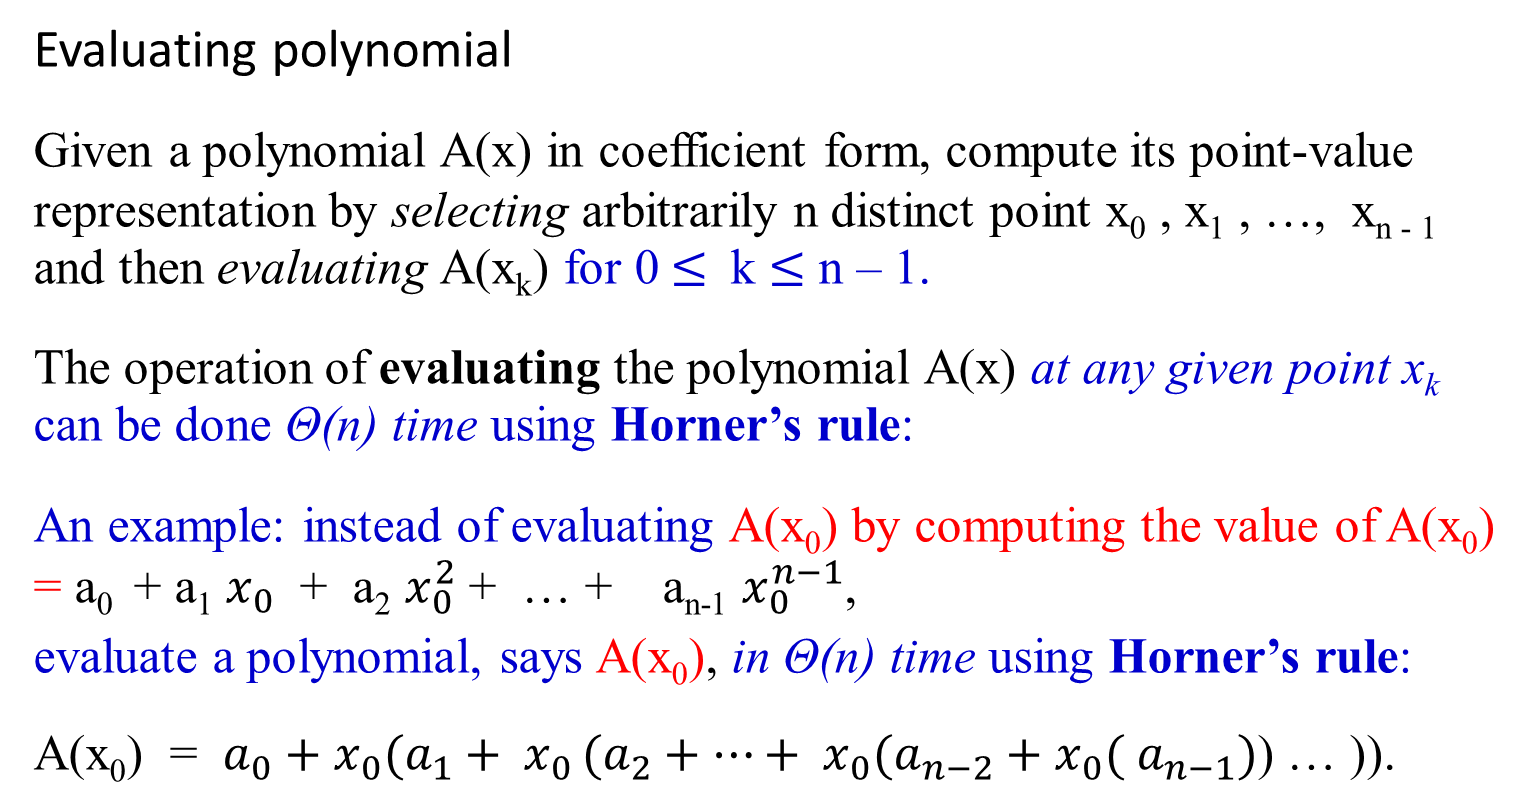 Evaluating polynomial
Given a polynomial A(x) in coefficient form, compute its point-value
representation by selecting arbitrarily n distinct point x₀ , x₁ , …, xₙ ₋ ₁
and then evaluating A(xₖ) for 0 ≤ k ≤ n – 1.
The operation of evaluating the polynomial A(x) at any given point xₖ
can be done Θ(n) time using Horner’s rule:
An example: instead of evaluating A(x₀) by computing the value of A(x₀)
= a₀ + a₁ x₀ + a₂ x₀² + … + aₙ₋₁ x₀ⁿ⁻¹,
evaluate a polynomial, says A(x₀), in Θ(n) time using Horner’s rule:
A(x₀) = a₀ + x₀(a₁ + x₀ (a₂ + ⋯ + x₀(aₙ₋₂ + x₀( aₙ₋₁)) … )).